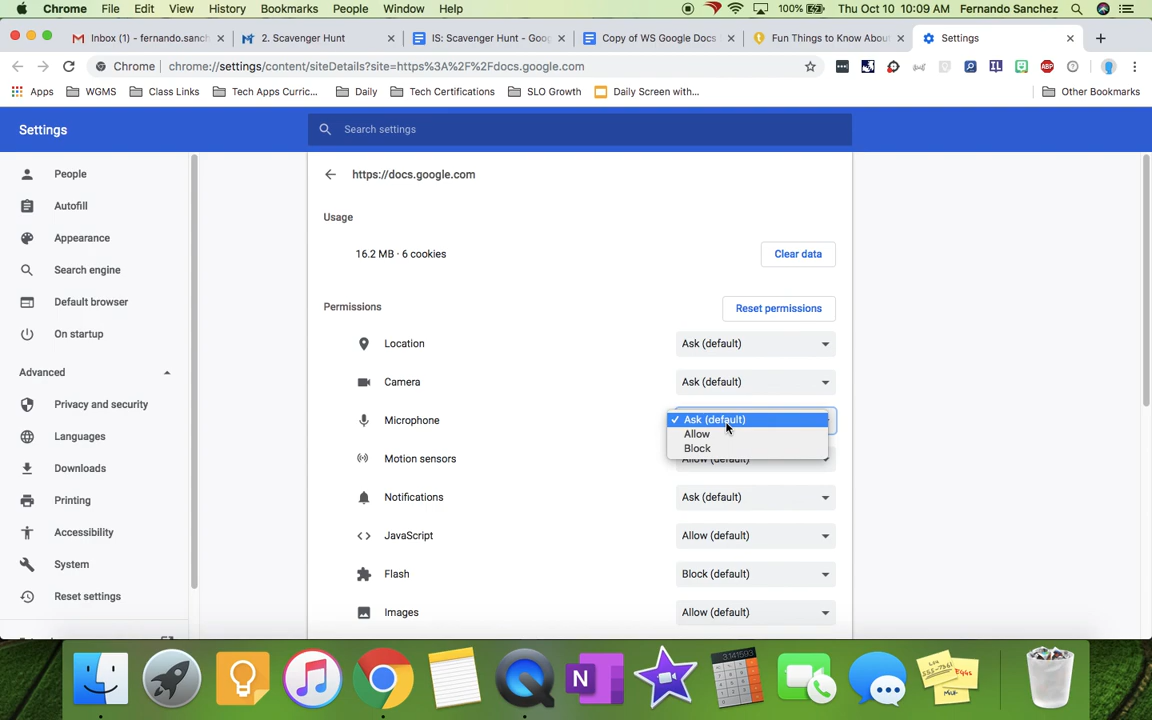 Chrome File Edit View History Bookmarks People Window Help 100% Thu Oct 10 10:09 AM Fernando Sanchez
Inbox (1) - fernando.sanch 2. Scavenger Hunt IS: Scavenger Hunt - Goog Copy of WS Google Docs Fun Things to Know About Settings
Chrome chrome://settings/content/siteDetails?site=https%3A%2F%2Fdocs.google.com
Apps WGMS Class Links Tech Apps Curric... Daily Tech Certifications SLO Growth Daily Screen with... Other Bookmarks
Settings
Search settings
People
Autofill
Appearance
Search engine
Default browser
On startup
Advanced
Privacy and security
Languages
Downloads
Printing
Accessibility
System
Reset settings
https://docs.google.com
Usage
16.2 MB · 6 cookies Clear data
Permissions Reset permissions
Location Ask (default)
Camera Ask (default)
Microphone
✓ Ask (default)
Allow
Block
Motion sensors Allow (default)
Notifications Ask (default)
JavaScript Allow (default)
Flash Block (default)
Images Allow (default)
ABP
N
3.141593